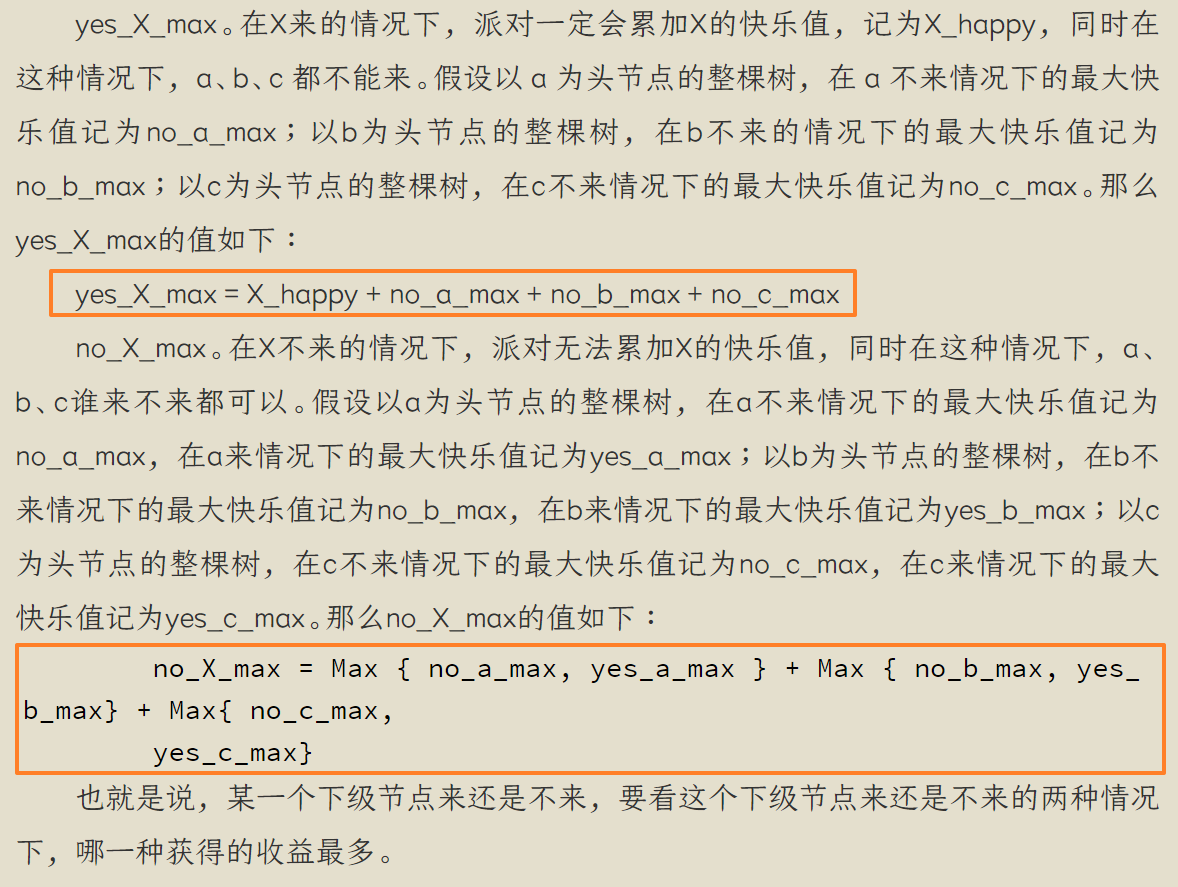 yes_X_max。在X来的情况下，派对一定会累加X的快乐值，记为X_happy，同时在
这种情况下，a、b、c 都不能来。假设以 a 为头节点的整棵树，在 a 不来情况下的最大快
乐值记为no_a_max；以b为头节点的整棵树，在b不来的情况下的最大快乐值记为
no_b_max；以c为头节点的整棵树，在c不来情况下的最大快乐值记为no_c_max。那么
yes_X_max的值如下：
yes_X_max = X_happy + no_a_max + no_b_max + no_c_max
no_X_max。在X不来的情况下，派对无法累加X的快乐值，同时在这种情况下，a、
b、c谁来不来都可以。假设以a为头节点的整棵树，在a不来情况下的最大快乐值记为
no_a_max，在a来情况下的最大快乐值记为yes_a_max；以b为头节点的整棵树，在b不
来情况下的最大快乐值记为no_b_max，在b来情况下的最大快乐值记为yes_b_max；以c
为头节点的整棵树，在c不来情况下的最大快乐值记为no_c_max，在c来情况下的最大
快乐值记为yes_c_max。那么no_X_max的值如下：
no_X_max = Max { no_a_max, yes_a_max } + Max { no_b_max, yes_
b_max} + Max{ no_c_max,
yes_c_max}
也就是说，某一个下级节点来还是不来，要看这个下级节点来还是不来的两种情况
下，哪一种获得的收益最多。